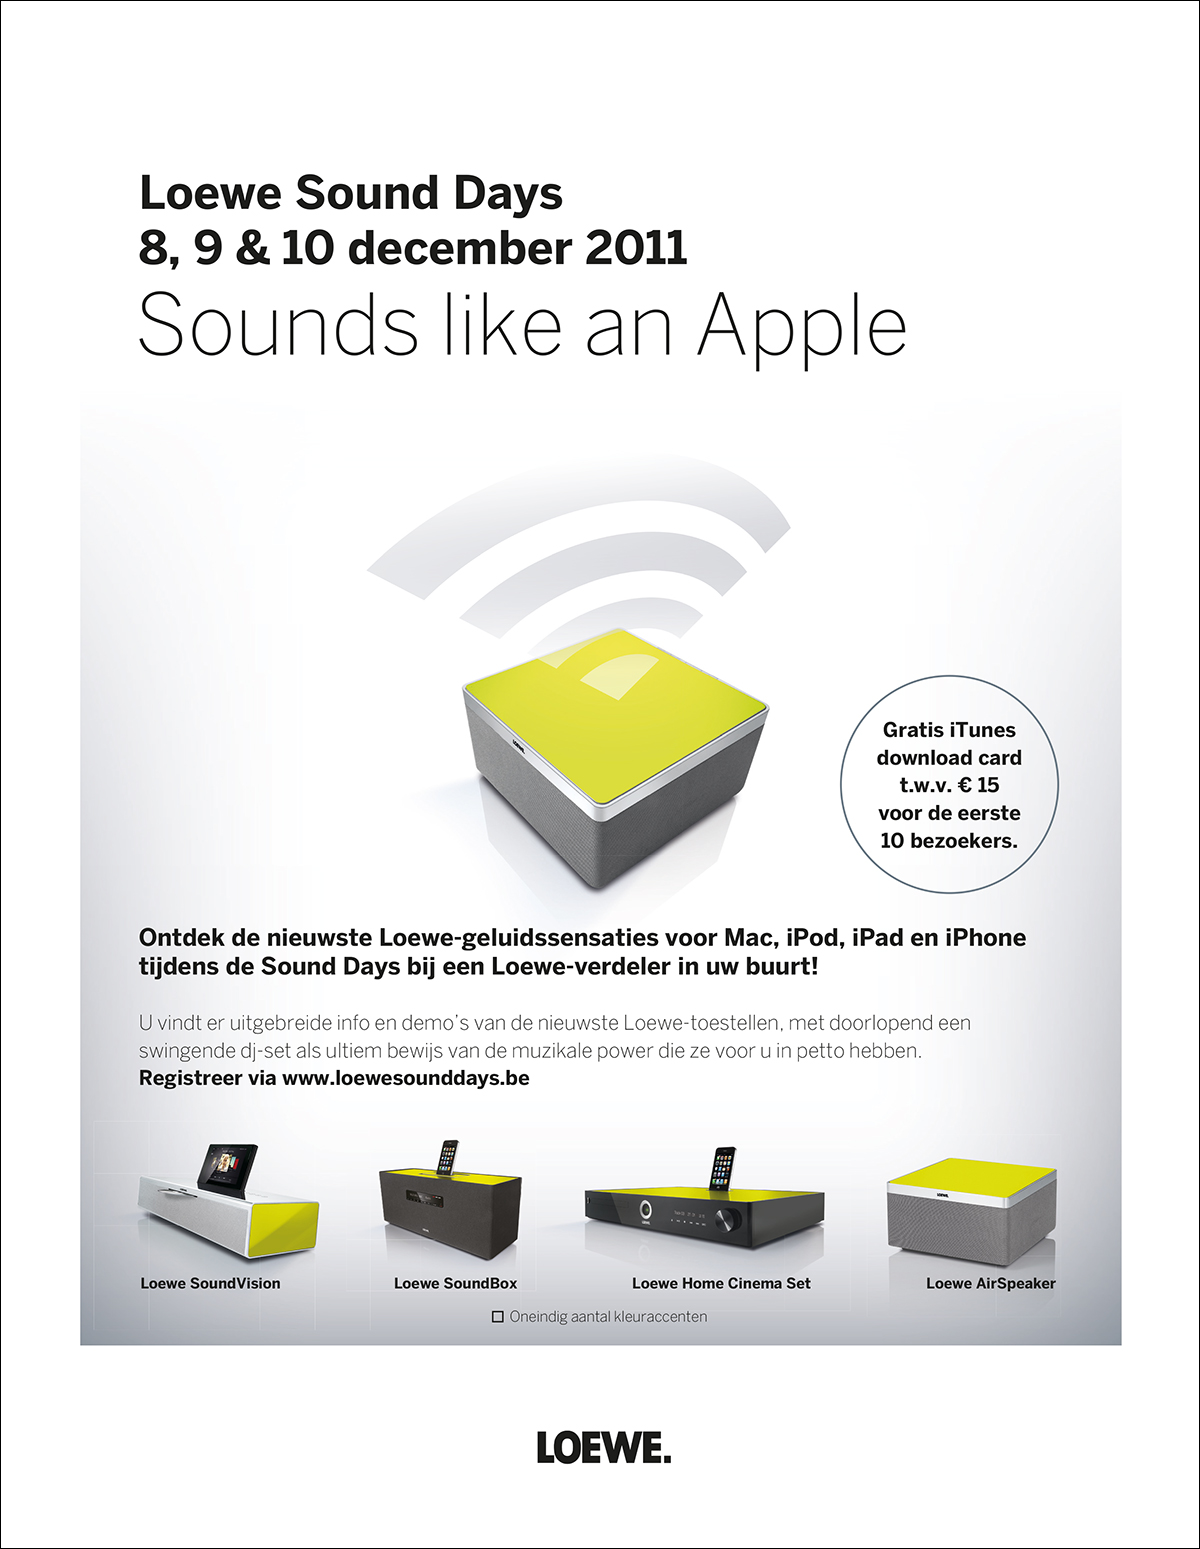 Loewe Sound Days
8, 9 & 10 december 2011
Sounds like an Apple
LOEWE.
Gratis iTunes
download card
t.w.v. € 15
voor de eerste
10 bezoekers.
Ontdek de nieuwste Loewe-geluidssensaties voor Mac, iPod, iPad en iPhone
tijdens de Sound Days bij een Loewe-verdeler in uw buurt!
U vindt er uitgebreide info en demo's van de nieuwste Loewe-toestellen, met doorlopend een
swingende dj-set als ultiem bewijs van de muzikale power die ze voor u in petto hebben.
Registreer via www.loewesounddays.be
LOEWE.
Loewe SoundVision
Loewe SoundBox
Loewe Home Cinema Set
Loewe AirSpeaker
Oneindig aantal kleuraccenten
LOEWE.